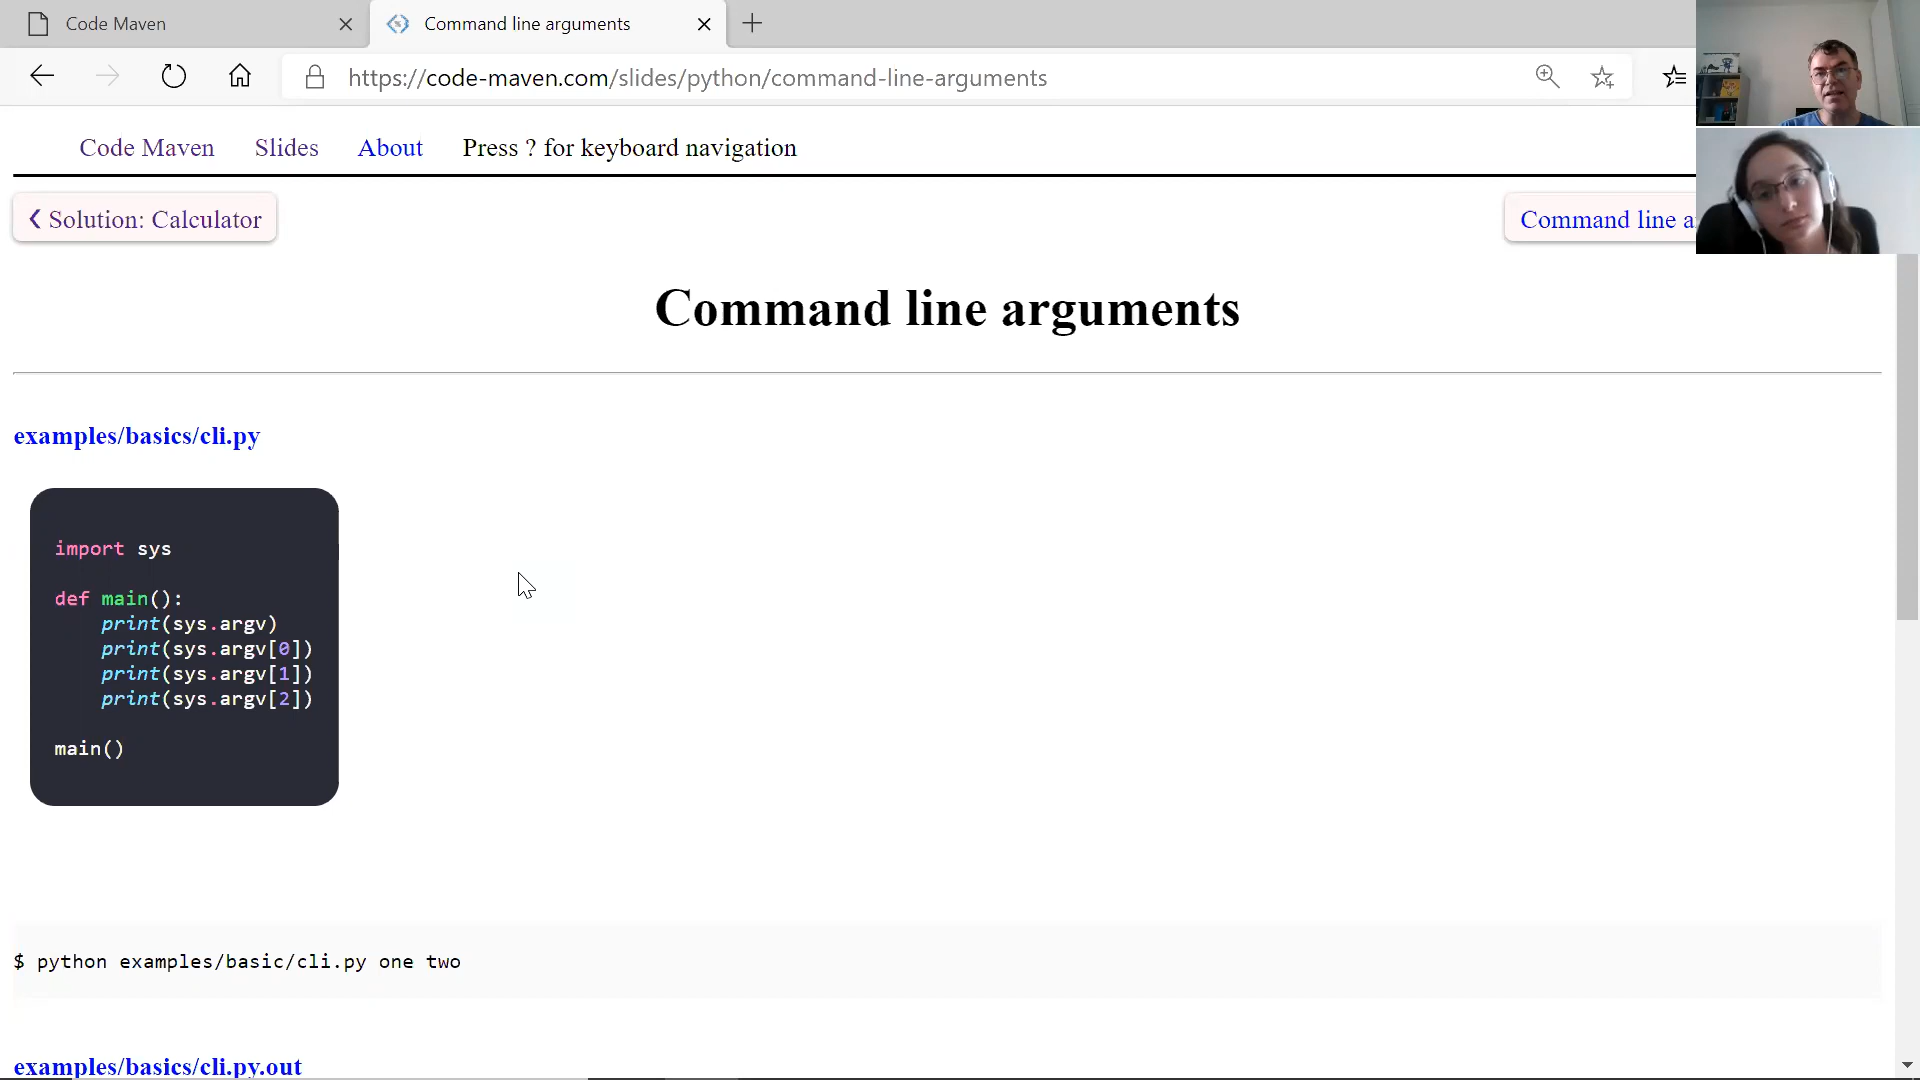 Code Maven
Command line arguments
https://code-maven.com/slides/python/command-line-arguments
Code Maven Slides About Press ? for keyboard navigation
❮ Solution: Calculator
Command line a
Command line arguments
examples/basics/cli.py
import sys
def main():
    print(sys.argv)
    print(sys.argv[0])
    print(sys.argv[1])
    print(sys.argv[2])
main()
$ python examples/basic/cli.py one two
examples/basics/cli.py.out